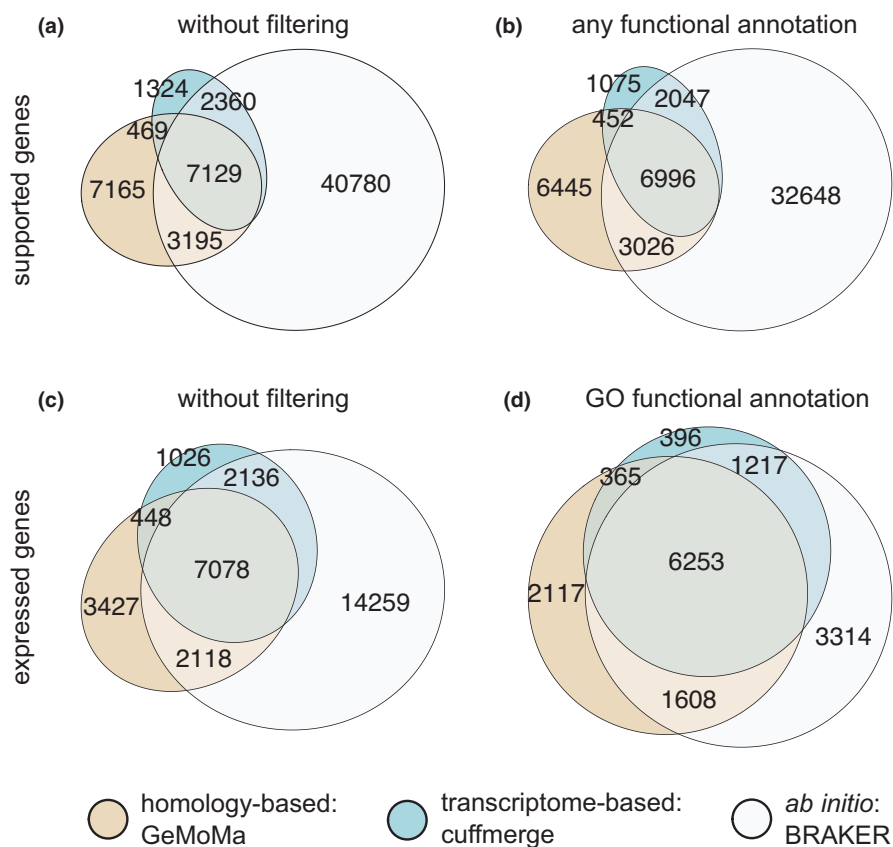 (a) without filtering
1324
2360
469
7165
7129
40780
3195
supported genes
(b) any functional annotation
1075
2047
452
6445
6996
32648
3026
(c) without filtering
1026
2136
448
7078
3427
14259
2118
expressed genes
(d) GO functional annotation
396
1217
365
6253
2117
3314
1608
homology-based:
GeMoMa
transcriptome-based:
cuffmerge
ab initio:
BRAKER